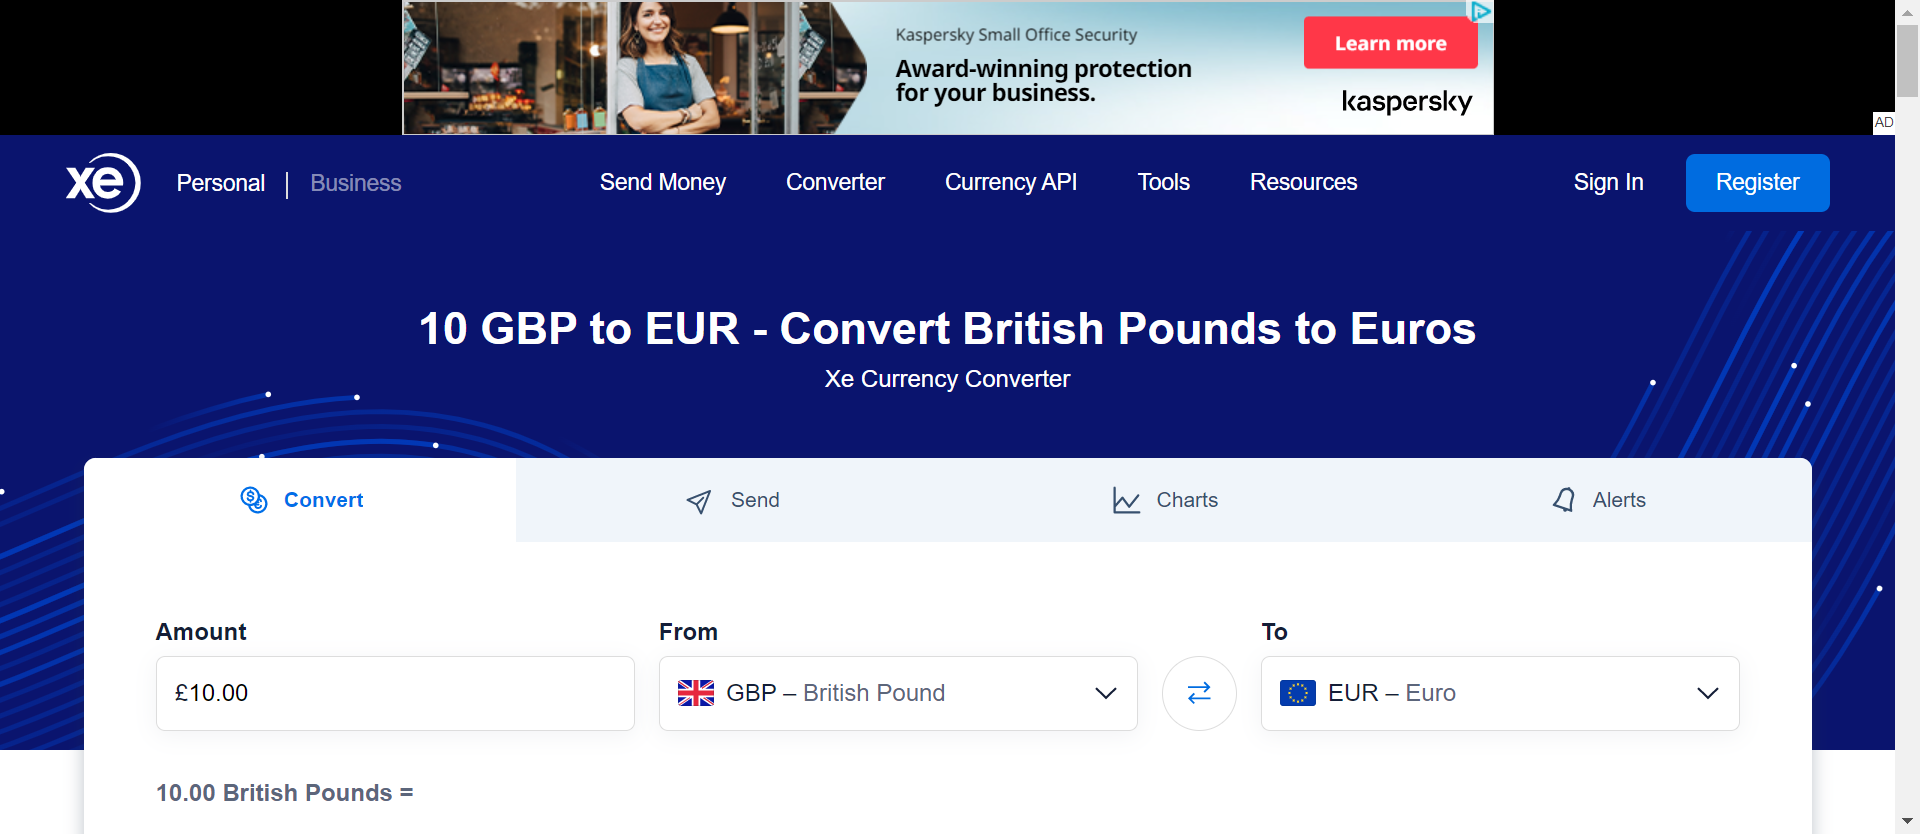 Kaspersky Small Office Security
Award-winning protection
for your business.
Learn more
kaspersky
AD
xe
Personal | Business
Send Money
Converter
Currency API
Tools
Resources
Sign In
Register
10 GBP to EUR - Convert British Pounds to Euros
Xe Currency Converter
Convert
Send
Charts
Alerts
Amount
From
To
£10.00
GBP – British Pound
EUR – Euro
10.00 British Pounds =